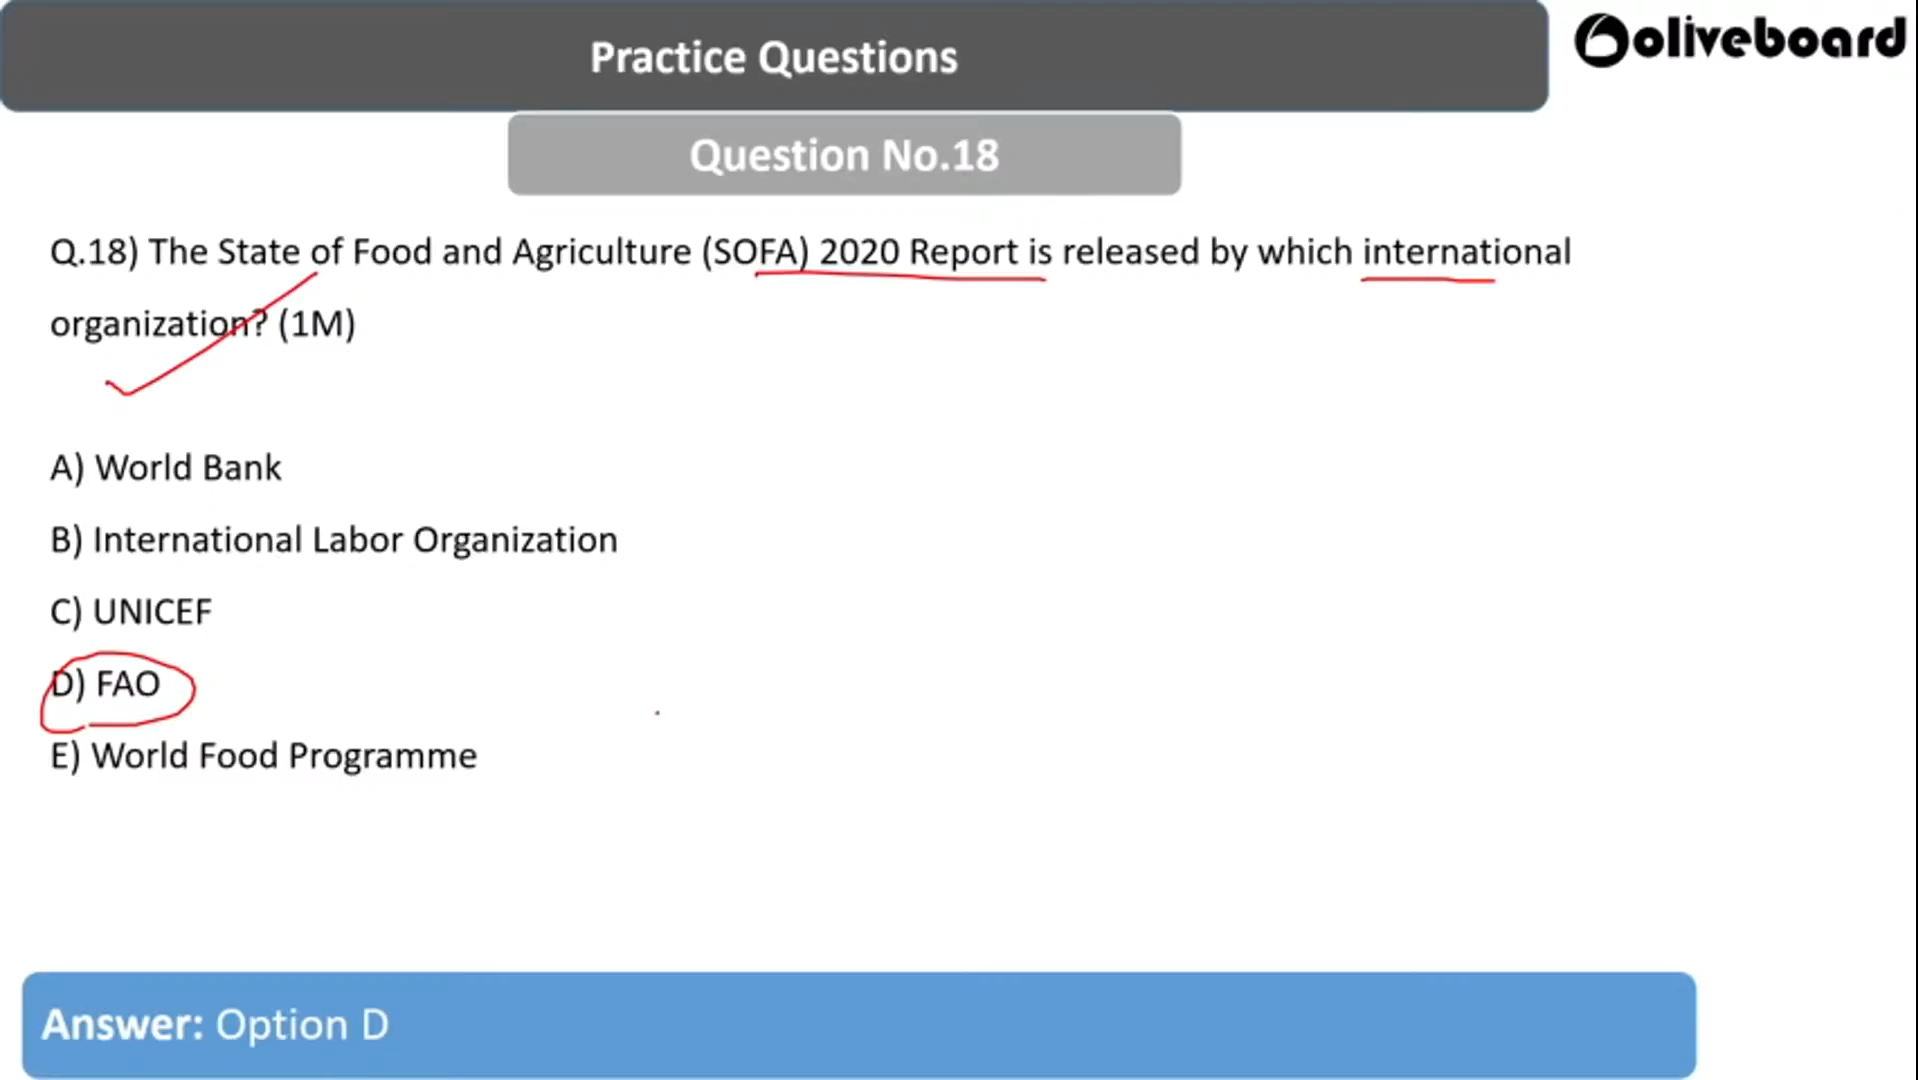 Practice Questions
oliveboard
Question No.18
Q.18) The State of Food and Agriculture (SOFA) 2020 Report is released by which international
organization? (1M)
A) World Bank
B) International Labor Organization
C) UNICEF
D) FAO
E) World Food Programme
Answer: Option D